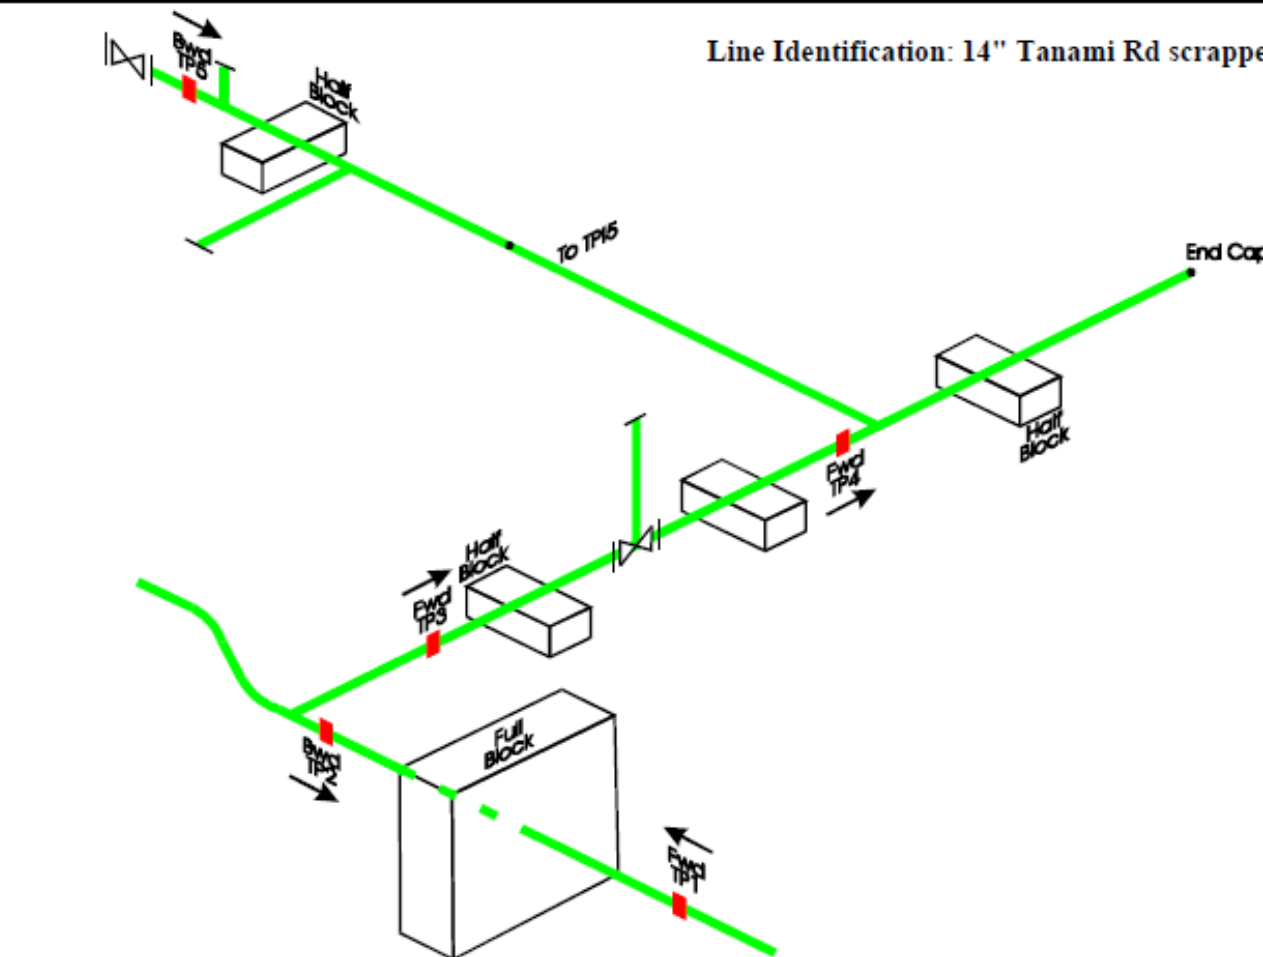 Line Identification: 14" Tanami Rd scrappe
Bwd
TP5
Half
Block
To TP15
End Cap
Half
Block
Fwd
TP4
Half
Block
Fwd
TP3
Full
Block
Bwd
TP2
Fwd
TP1